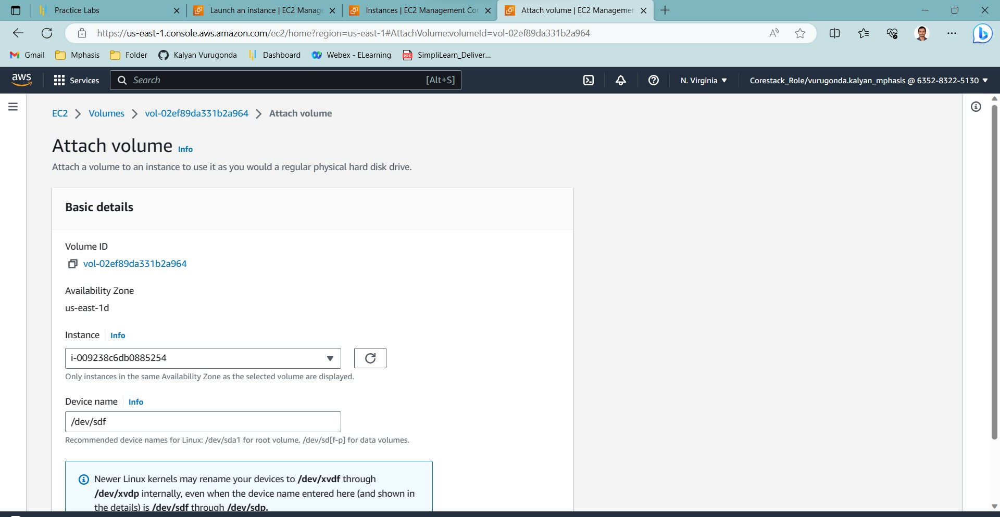 Practice Labs
Launch an instance | EC2 Manage
Instances | EC2 Management Con
Attach volume | EC2 Management
https://us-east-1.console.aws.amazon.com/ec2/home?region=us-east-1#AttachVolume:volumeId=vol-02ef89da331b2a964
Gmail
Mphasis
Folder
Kalyan Vurugonda
Dashboard
Webex - ELearning
PDF
SimpliLearn_Deliver...
aws
Services
Search
[Alt+S]
N. Virginia
Corestack_Role/vurugonda.kalyan_mphasis @ 6352-8322-5130
EC2
Volumes
vol-02ef89da331b2a964
Attach volume
Attach volume Info
Attach a volume to an instance to use it as you would a regular physical hard disk drive.
Basic details
Volume ID
vol-02ef89da331b2a964
Availability Zone
us-east-1d
Instance Info
i-009238c6db0885254
Only instances in the same Availability Zone as the selected volume are displayed.
Device name Info
/dev/sdf
Recommended device names for Linux: /dev/sda1 for root volume. /dev/sd[f-p] for data volumes.
Newer Linux kernels may rename your devices to /dev/xvdf through
/dev/xvdp internally, even when the device name entered here (and shown in
the details) is /dev/sdf through /dev/sdp.